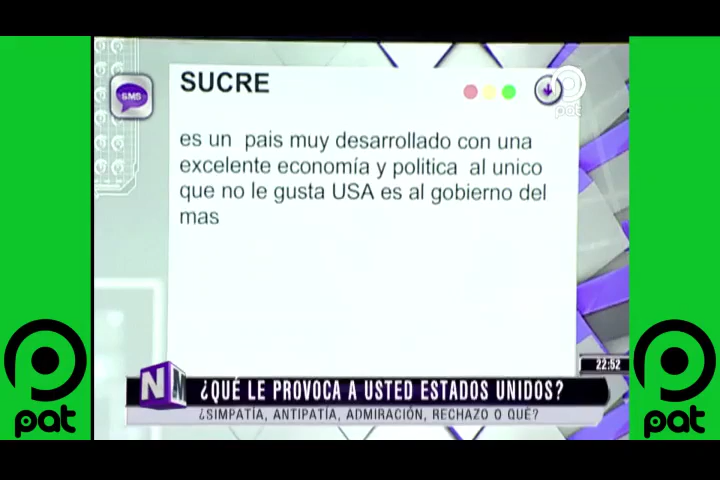 SUCRE
SMS
pat
es un pais muy desarrollado con una
excelente economía y politica al unico
que no le gusta USA es al gobierno del
mas
22:52
N N
¿QUÉ LE PROVOCA A USTED ESTADOS UNIDOS?
¿SIMPATÍA, ANTIPATÍA, ADMIRACIÓN, RECHAZO O QUÉ?
pat
pat